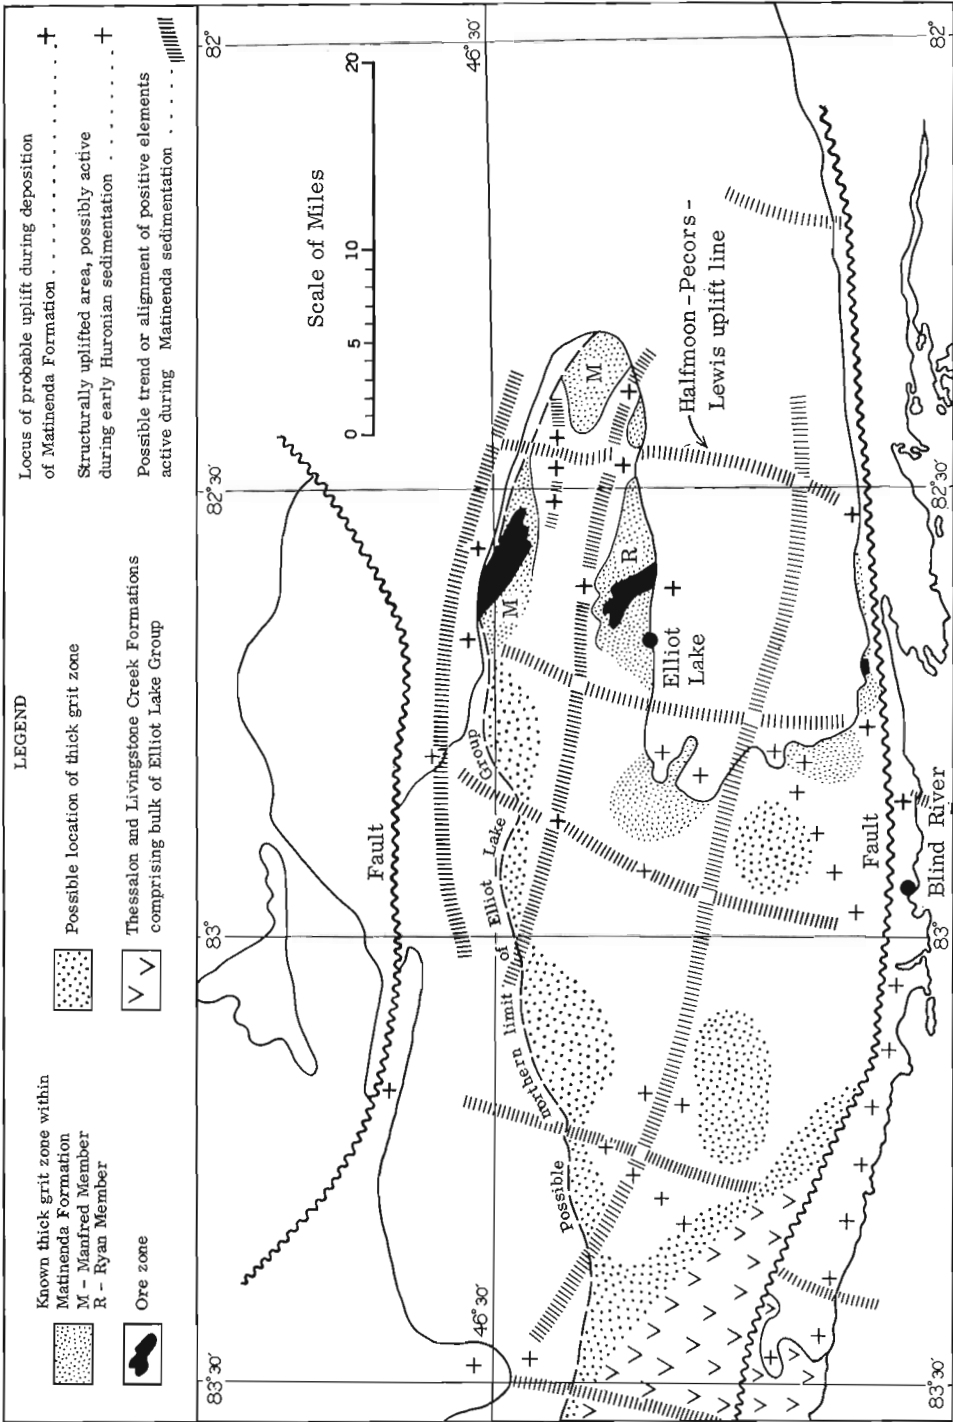 LEGEND
Known thick grit zone within
Matinenda Formation
M - Manfred Member
R - Ryan Member
Ore zone
Possible location of thick grit zone
Thessalon and Livingstone Creek Formations
comprising bulk of Elliot Lake Group
Locus of probable uplift during deposition
of Matinenda Formation . . . . . . . . . . . . . . . . . . +
Structurally uplifted area, possibly active
during early Huronian sedimentation . . . . . . . . . +
Possible trend or alignment of positive elements
active during Matinenda sedimentation . . . . .
83°30'
83°
82°30'
82°
Scale of Miles
0 5 10 20
Fault
46°30'
46°30'
Possible northern limit of Elliot Lake Group
M
M
R
Elliot
Lake
Halfmoon - Pecors -
Lewis uplift line
Fault
Blind River
83°30'
83°
82°30'
82°